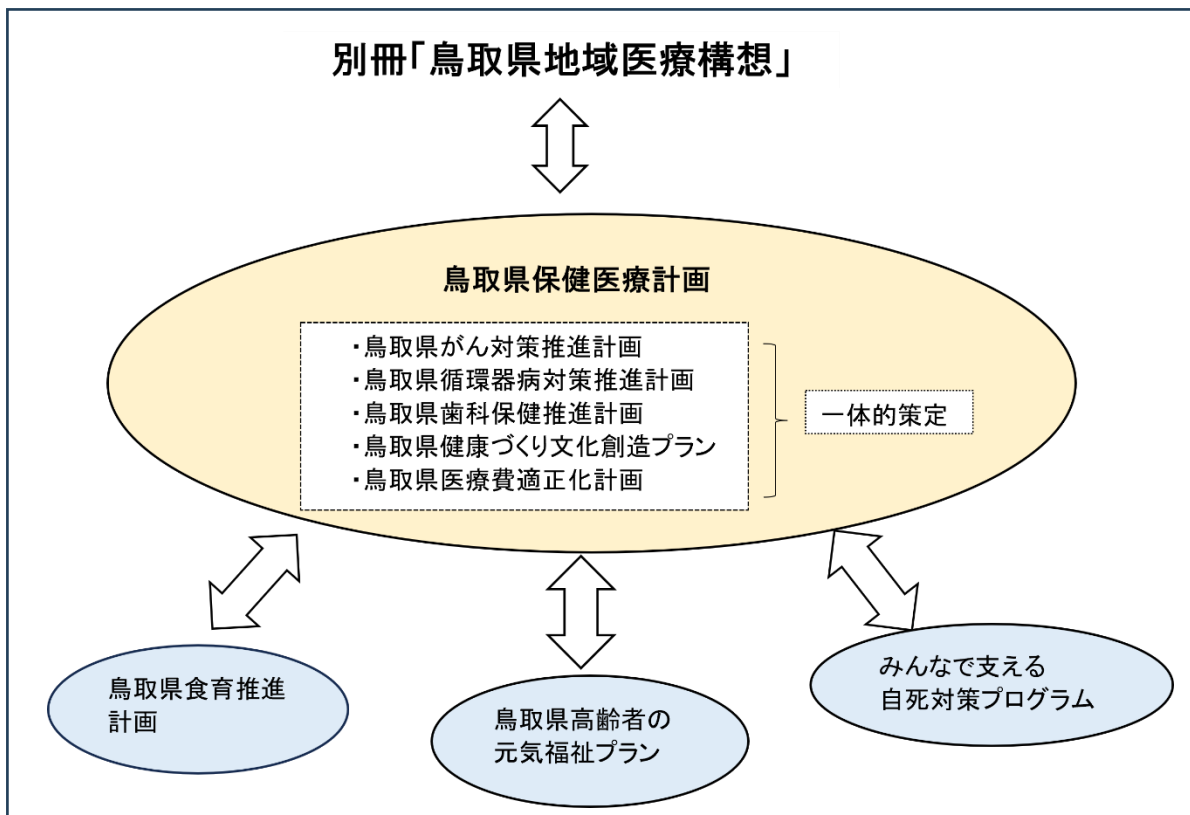 別冊「鳥取県地域医療構想」
鳥取県保健医療計画
・鳥取県がん対策推進計画
・鳥取県循環器病対策推進計画
・鳥取県歯科保健推進計画
・鳥取県健康づくり文化創造プラン
・鳥取県医療費適正化計画
一体的策定
鳥取県食育推進
計画
鳥取県高齢者の
元気福祉プラン
みんなで支える
自死対策プログラム